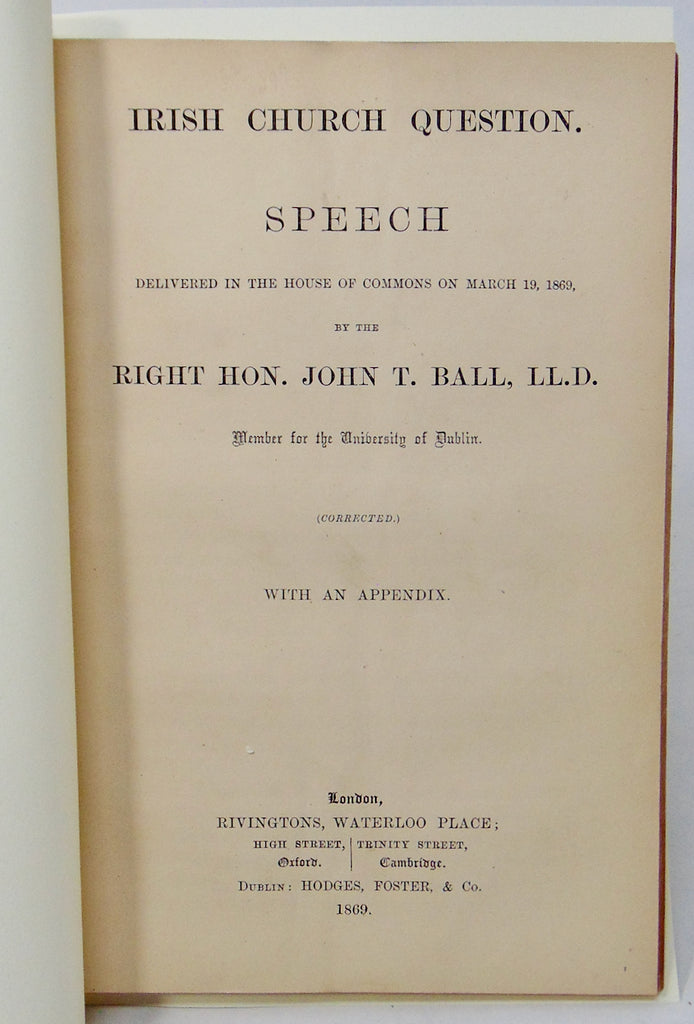 IRISH CHURCH QUESTION.
SPEECH
DELIVERED IN THE HOUSE OF COMMONS ON MARCH 19, 1869,
BY THE
RIGHT HON. JOHN T. BALL, LL.D.
Member for the University of Dublin.
(CORRECTED.)
WITH AN APPENDIX.
London,
RIVINGTONS, WATERLOO PLACE;
HIGH STREET, | TRINITY STREET,
Oxford. | Cambridge.
DUBLIN: HODGES, FOSTER, & Co.
1869.